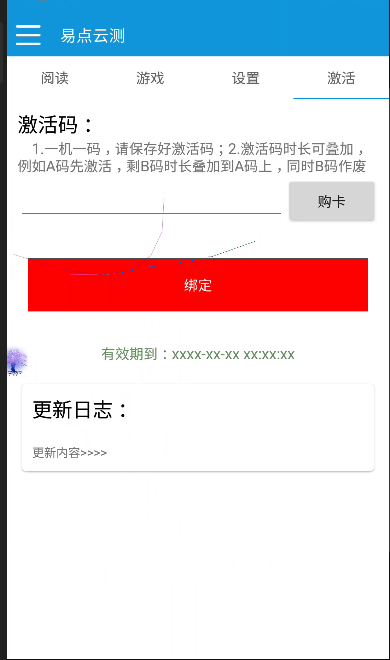 易点云测
阅读 游戏 设置 激活
激活码：
1.一机一码，请保存好激活码；2.激活码时长可叠加，
例如A码先激活，剩B码时长叠加到A码上，同时B码作废
购卡
绑定
有效期到：xxxx-xx-xx xx:xx:xx
更新日志：
更新内容>>>>